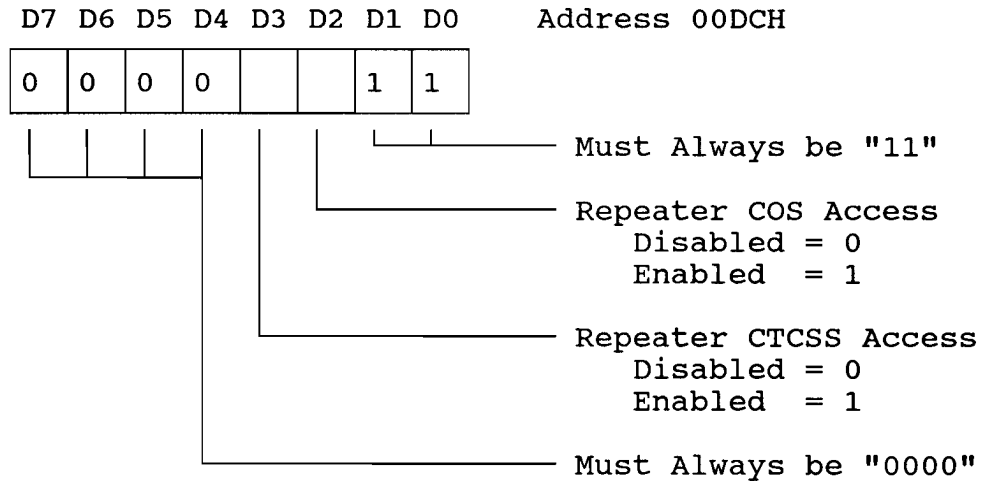 D7 D6 D5 D4 D3 D2 D1 D0 Address 00DCH
0 0 0 0 1 1
Must Always be "11"
Repeater COS Access
Disabled = 0
Enabled = 1
Repeater CTCSS Access
Disabled = 0
Enabled = 1
Must Always be "0000"